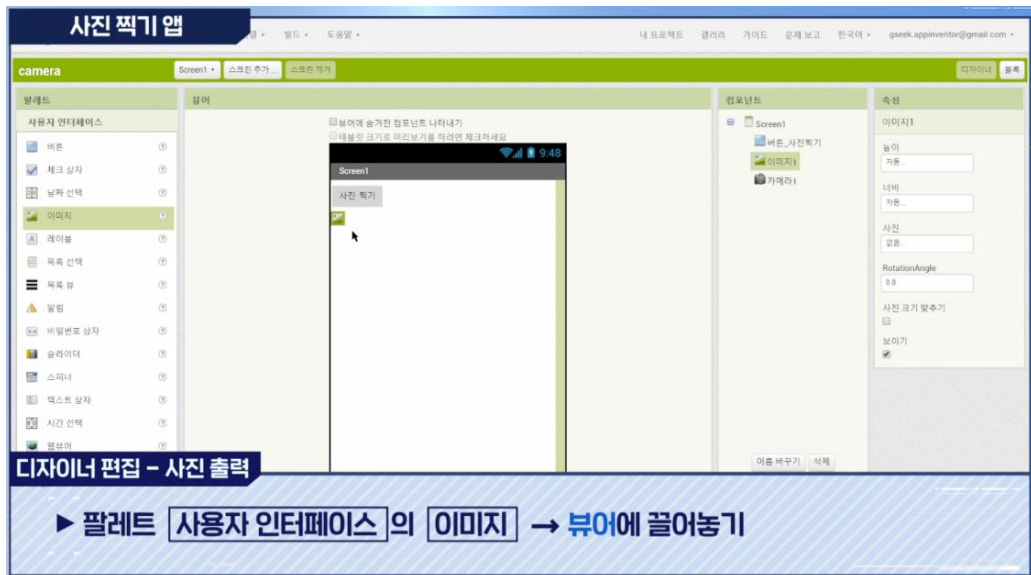 사진 찍기 앱
빌드 도움말 내 프로젝트 갤러리 가이드 문제 보고 한국어 gseek.appinventor@gmail.com
camera Screen1 스크린 추가 ... 스크린 제거 디자이너 블록
팔레트
사용자 인터페이스
버튼
체크 상자
날짜 선택
이미지
레이블
목록 선택
목록 뷰
알림
비밀번호 상자
슬라이더
스피너
텍스트 상자
시간 선택
웹뷰어
뷰어
뷰어에 숨겨진 컴포넌트 나타내기
태블릿 크기로 미리보기를 하려면 체크하세요
9:48
Screen1
사진 찍기
컴포넌트
Screen1
버튼_사진찍기
이미지1
카메라1
이름 바꾸기 삭제
속성
이미지1
높이
자동...
너비
자동...
사진
없음...
RotationAngle
0.0
사진 크기 맞추기
보이기
디자이너 편집 – 사진 출력
▶ 팔레트 사용자 인터페이스 의 이미지 → 뷰어에 끌어놓기